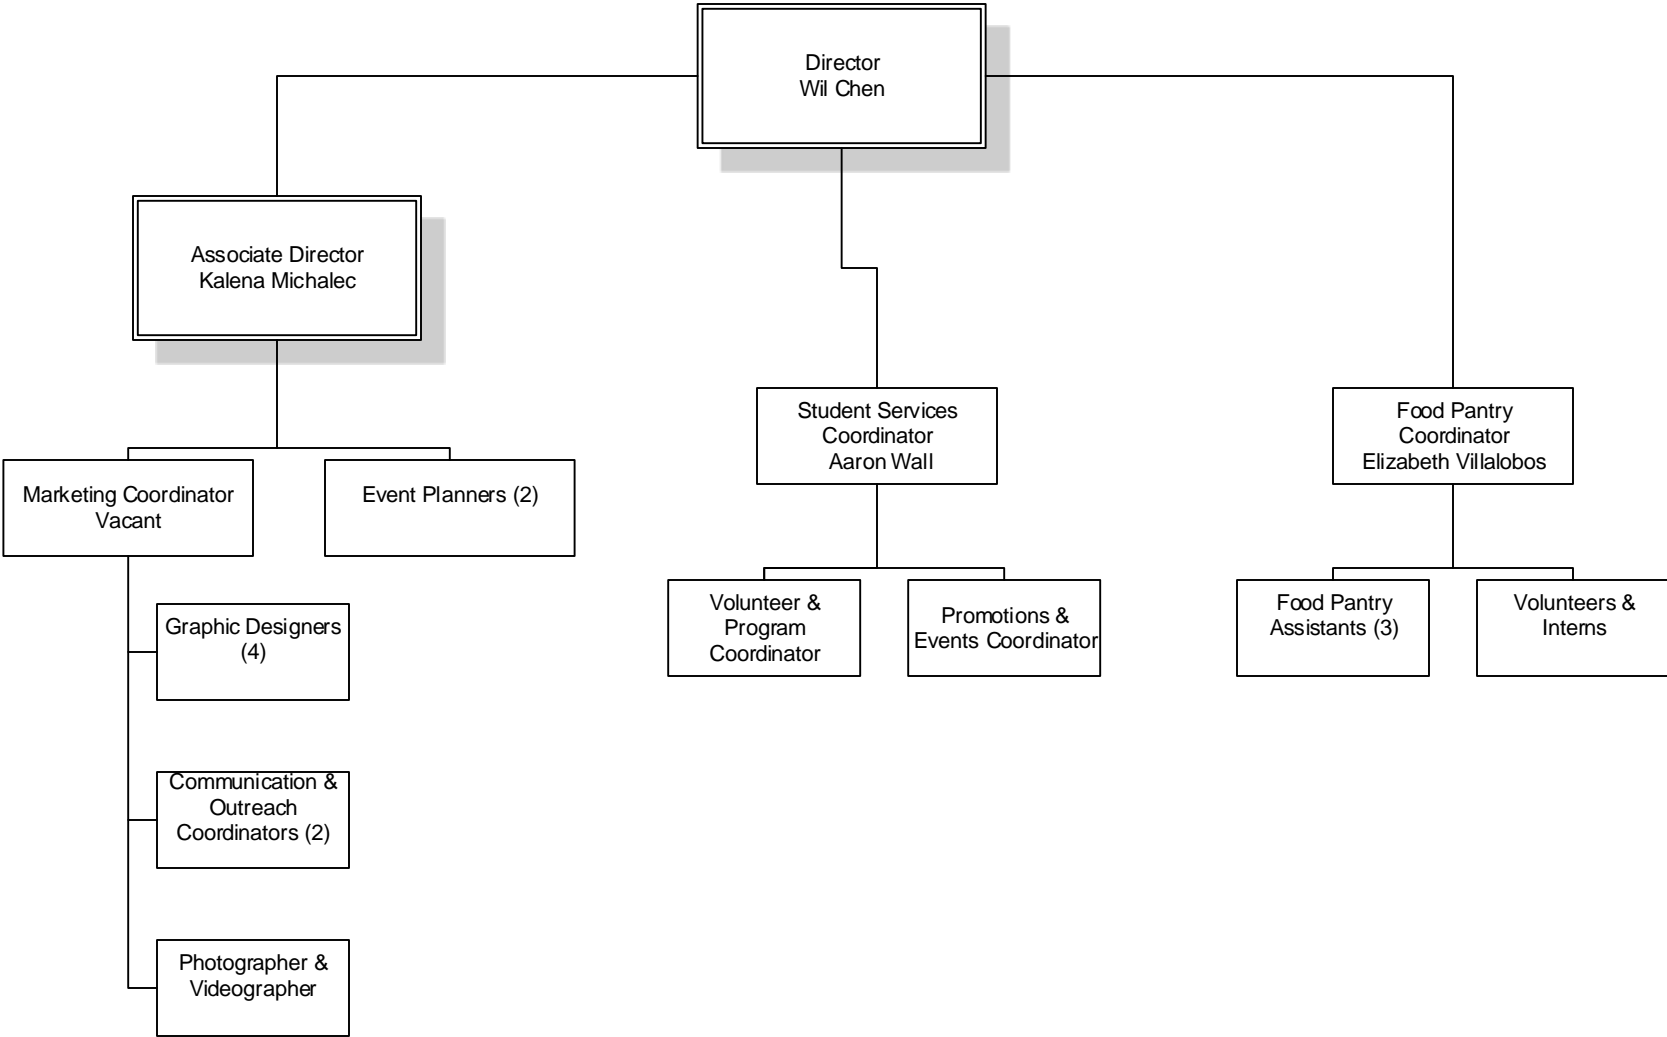 Director
Wil Chen
Associate Director
Kalena Michalec
Student Services
Coordinator
Aaron Wall
Food Pantry
Coordinator
Elizabeth Villalobos
Marketing Coordinator
Vacant
Event Planners (2)
Volunteer &
Program
Coordinator
Promotions &
Events Coordinator
Food Pantry
Assistants (3)
Volunteers &
Interns
Graphic Designers
(4)
Communication &
Outreach
Coordinators (2)
Photographer &
Videographer